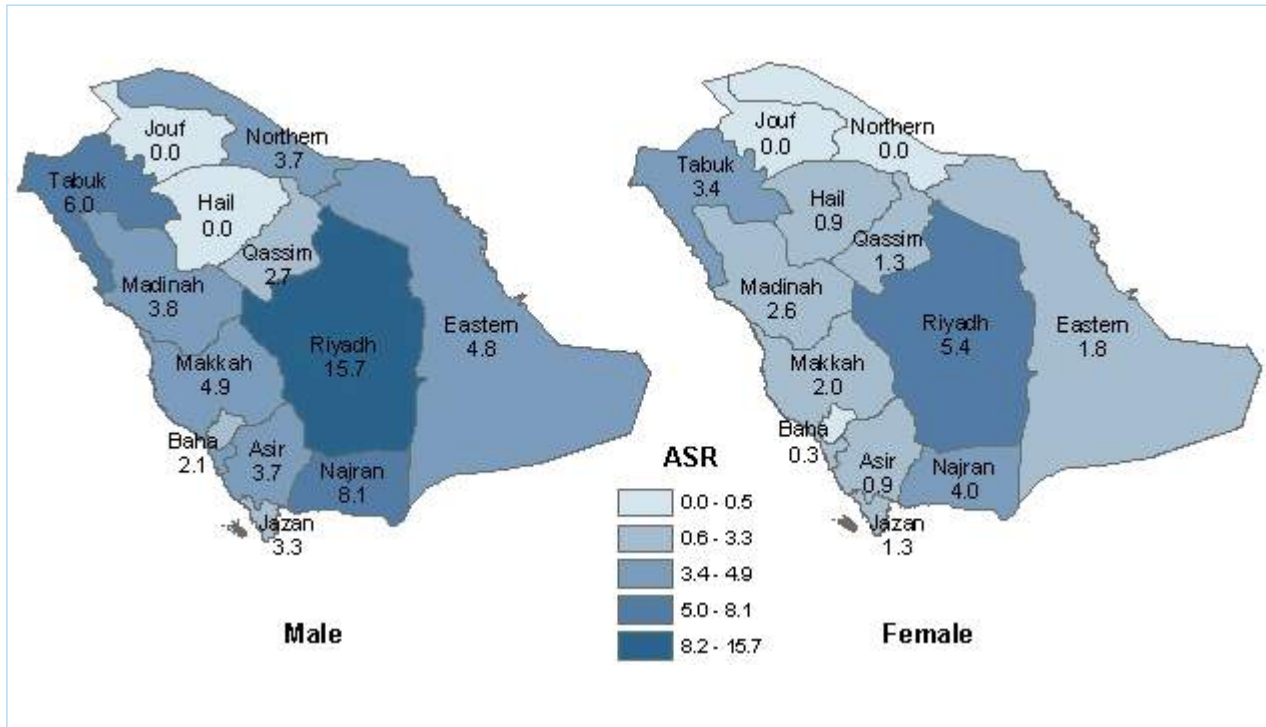 Jouf
0.0
Northern
3.7
Tabuk
6.0
Hail
0.0
Qassim
2.7
Madinah
3.8
Riyadh
15.7
Eastern
4.8
Makkah
4.9
Baha
2.1
Asir
3.7
Najran
8.1
Jazan
3.3
Male
ASR
0.0 - 0.5
0.6 - 3.3
3.4 - 4.9
5.0 - 8.1
8.2 - 15.7
Jouf
0.0
Northern
0.0
Tabuk
3.4
Hail
0.9
Qassim
1.3
Madinah
2.6
Riyadh
5.4
Eastern
1.8
Makkah
2.0
Baha
0.3
Asir
0.9
Najran
4.0
Jazan
1.3
Female